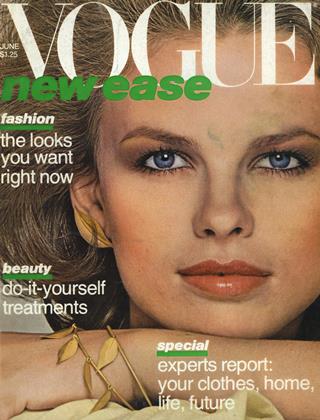 VOGUE
JUNE
$1.25
new ease
fashion
the looks
you want
right now
beauty
do-it-yourself
treatments
special
experts report:
your clothes, home,
life, future